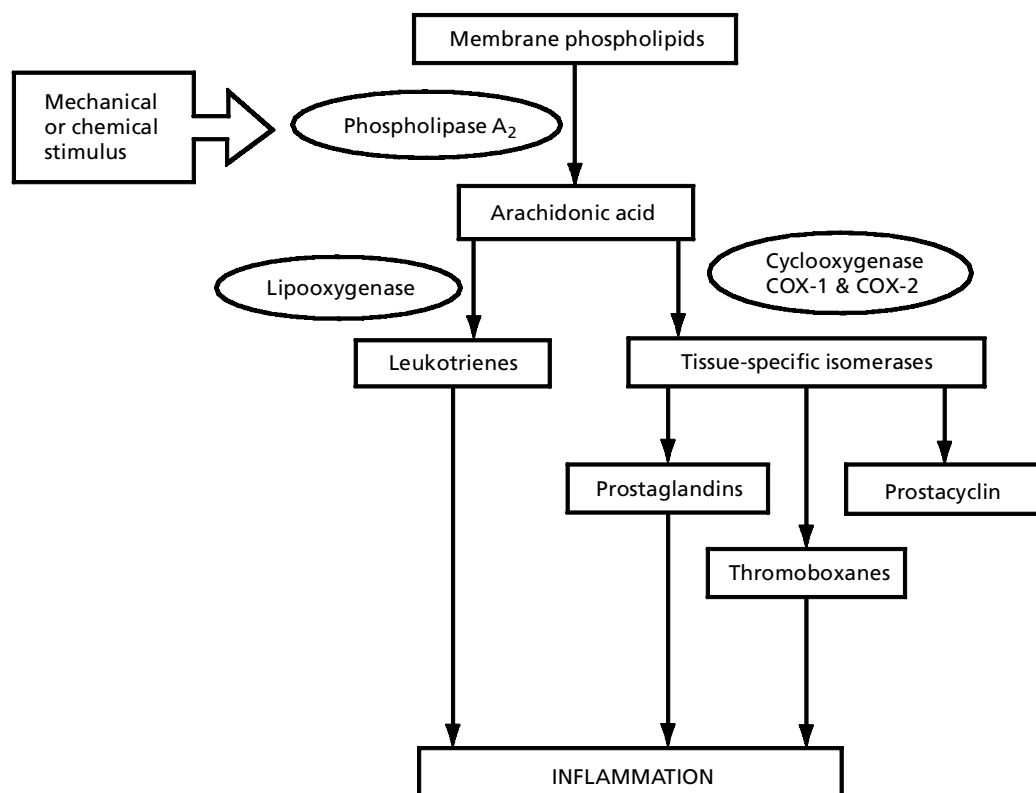 Membrane phospholipids
Mechanical
or chemical
stimulus
Phospholipase A₂
Arachidonic acid
Lipooxygenase
Cyclooxygenase
COX-1 & COX-2
Leukotrienes
Tissue-specific isomerases
Prostaglandins
Prostacyclin
Thromoboxanes
INFLAMMATION